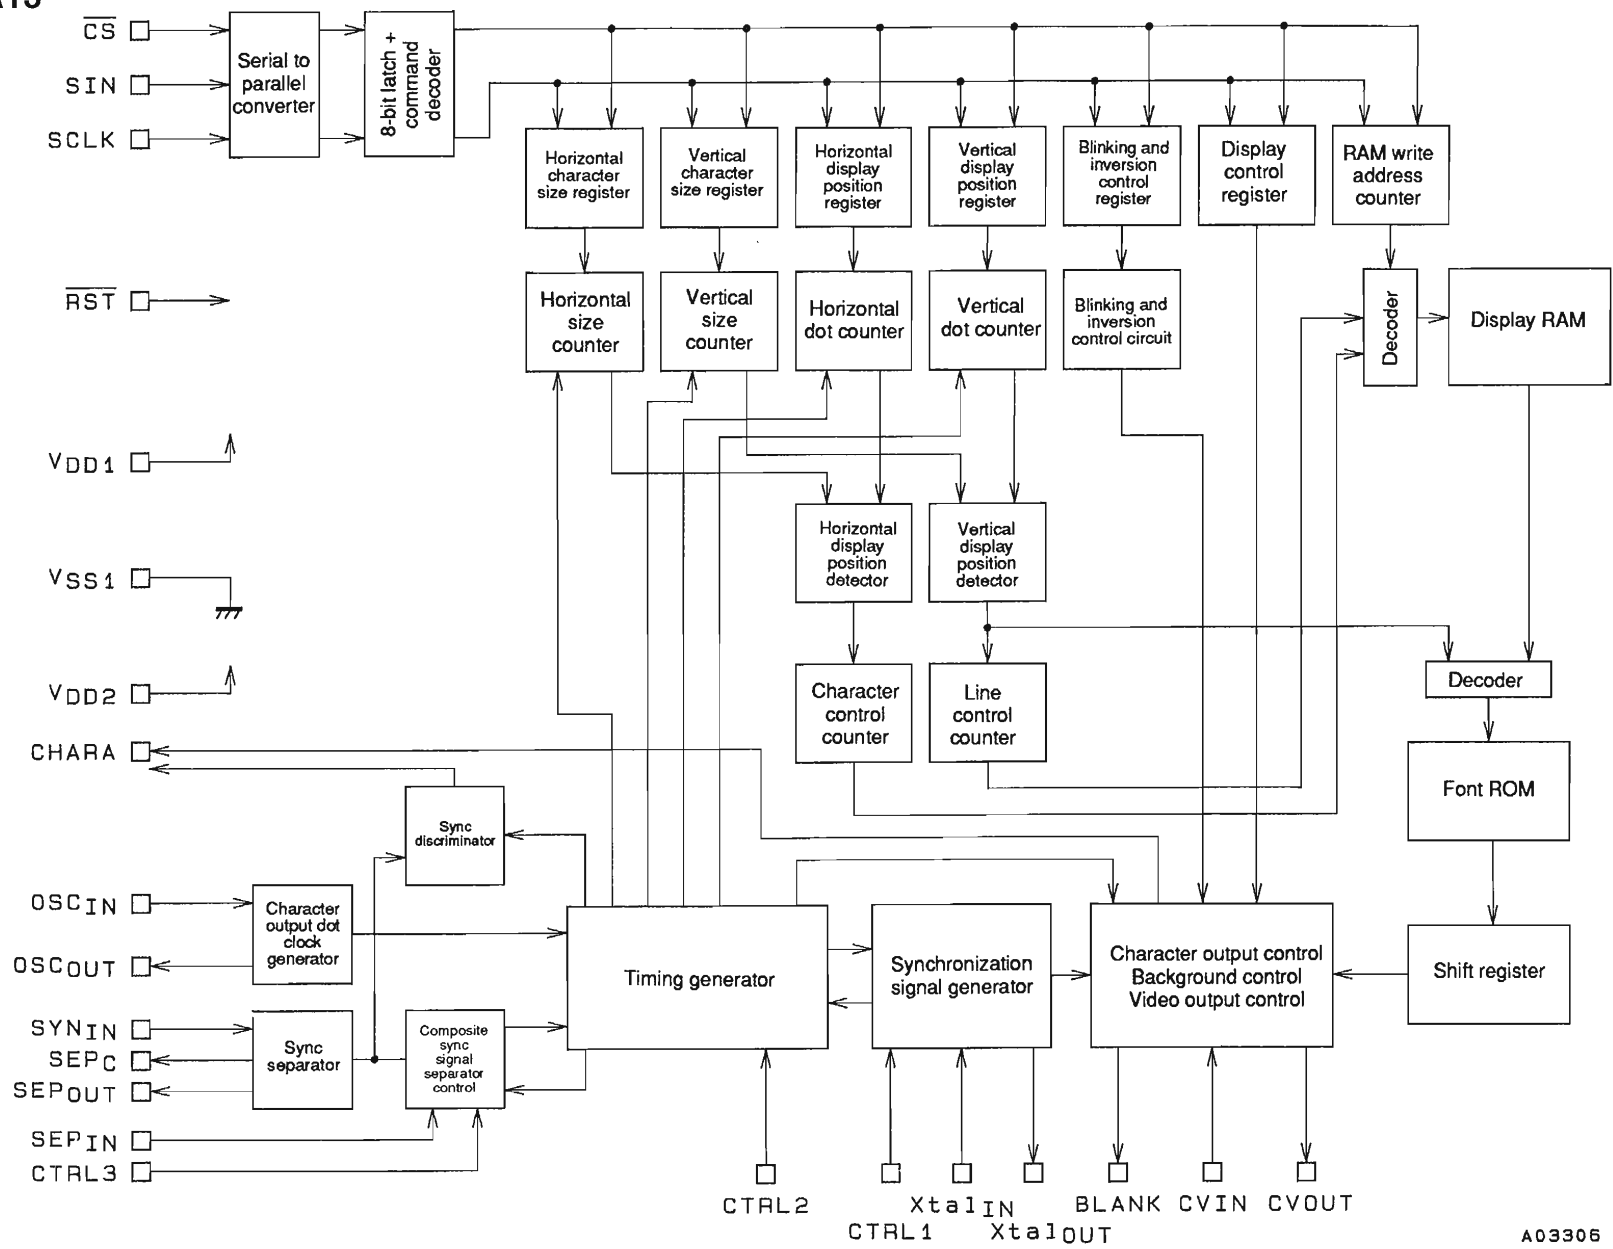 CS
SIN
SCLK
Serial to
parallel
converter
8-bit latch +
command
decoder
Horizontal
character
size register
Vertical
character
size register
Horizontal
display
position
register
Vertical
display
position
register
Blinking and
inversion
control
register
Display
control
register
RAM write
address
counter
RST
Horizontal
size
counter
Vertical
size
counter
Horizontal
dot counter
Vertical
dot counter
Blinking and
inversion
control circuit
Decoder
Display RAM
VDD1
VSS1
VDD2
CHARA
Horizontal
display
position
detector
Vertical
display
position
detector
Character
control
counter
Line
control
counter
Decoder
Font ROM
Sync
discriminator
OSCIN
OSCOUT
Character
output dot
clock
generator
Timing generator
Synchronization
signal generator
Character output control
Background control
Video output control
Shift register
SYNIN
SEPC
SEPOUT
SEPIN
CTRL3
Sync
separator
Composite
sync
signal
separator
control
CTRL2
XtalIN
CTRL1
XtalOUT
BLANK
CVIN
CVOUT
A03306